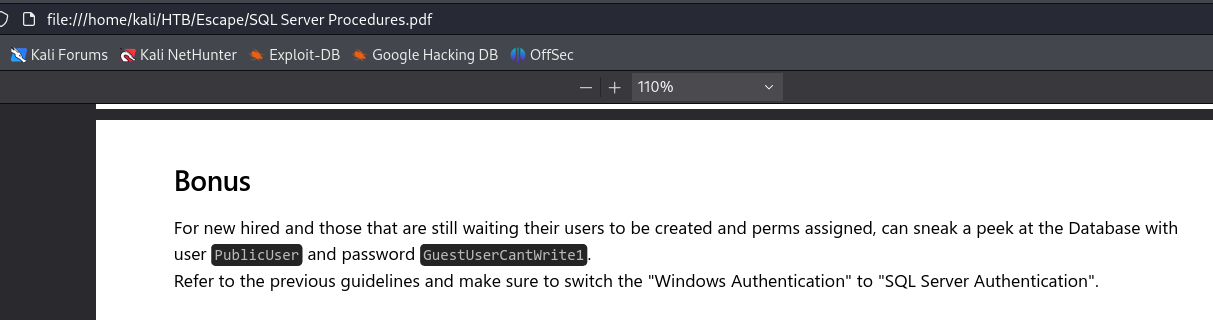 file:///home/kali/HTB/Escape/SQL Server Procedures.pdf
Kali Forums Kali NetHunter Exploit-DB Google Hacking DB OffSec
110%
Bonus
For new hired and those that are still waiting their users to be created and perms assigned, can sneak a peek at the Database with
user PublicUser and password GuestUserCantWrite1.
Refer to the previous guidelines and make sure to switch the "Windows Authentication" to "SQL Server Authentication".